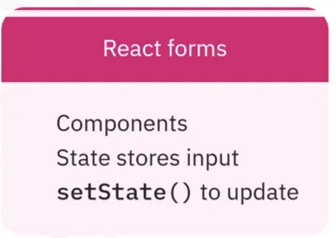 React forms
Components
State stores input
setState() to update